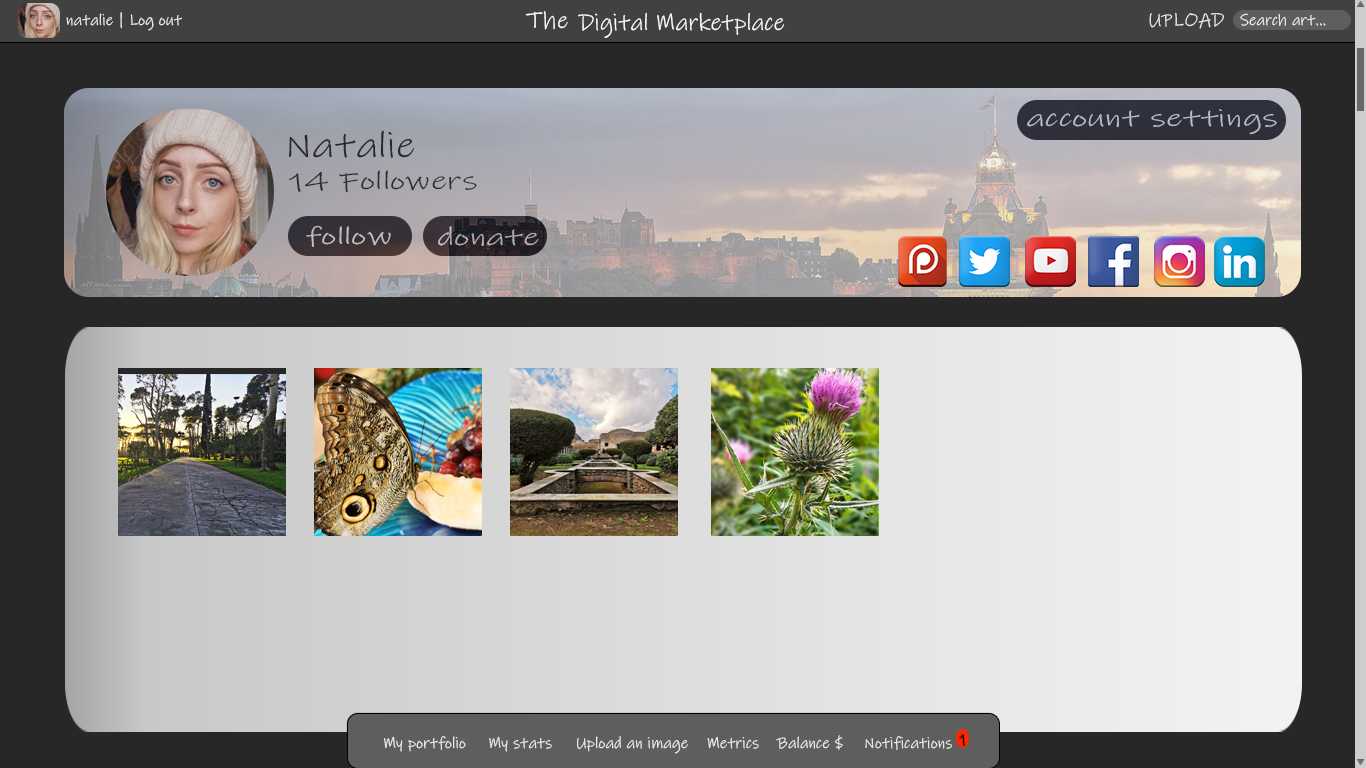 natalie | Log out
The Digital Marketplace
UPLOAD
Search art...
account settings
Natalie
14 Followers
follow
donate
in
My portfolio
My stats
Upload an image
Metrics
Balance $
Notifications
1